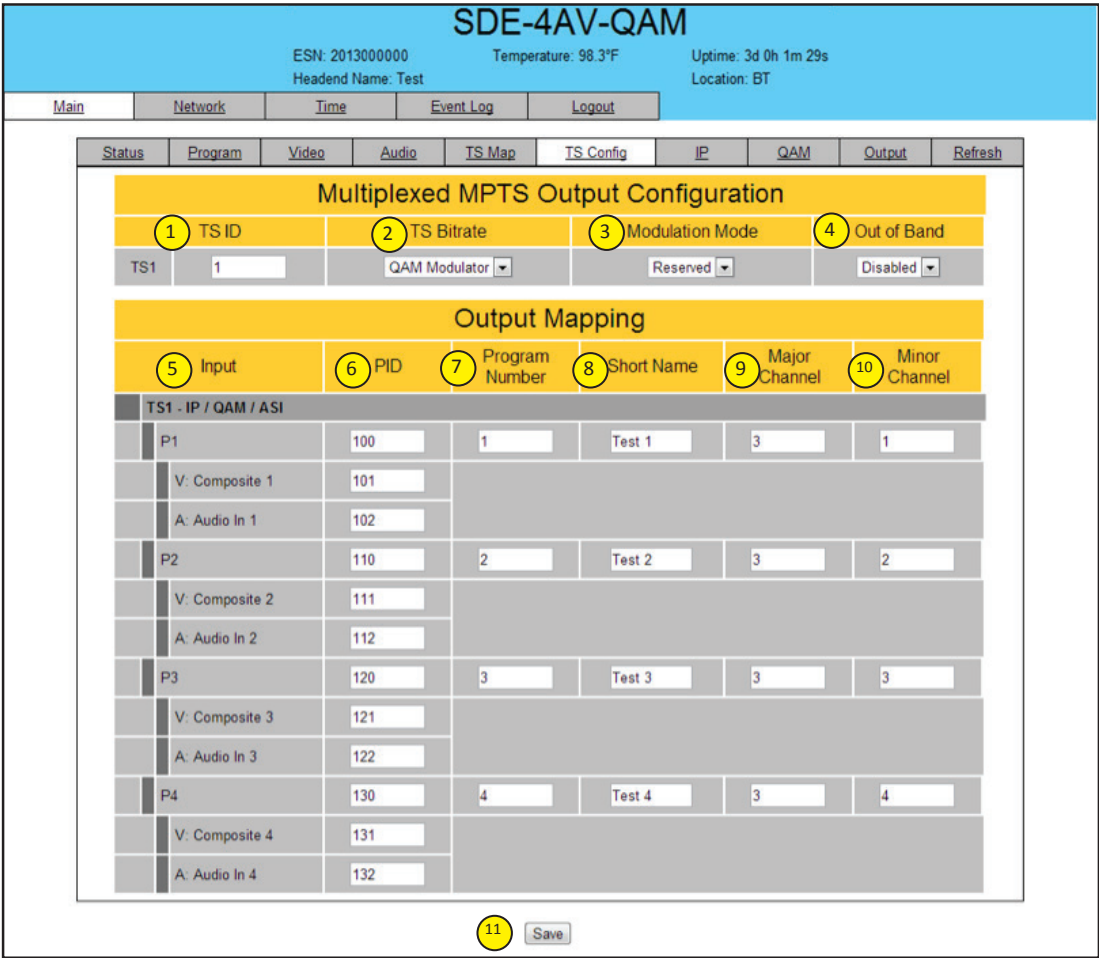 SDE-4AV-QAM
ESN: 2013000000 Temperature: 98.3°F Uptime: 3d 0h 1m 29s
Headend Name: Test Location: BT
Main Network Time Event Log Logout
Status Program Video Audio TS Map TS Config IP QAM Output Refresh
Multiplexed MPTS Output Configuration
1 TS ID 2 TS Bitrate 3 Modulation Mode 4 Out of Band
TS1 1 QAM Modulator Reserved Disabled
Output Mapping
5 Input 6 PID 7 Program Number 8 Short Name 9 Major Channel 10 Minor Channel
TS1 - IP / QAM / ASI
P1 100 1 Test 1 3 1
V: Composite 1 101
A: Audio In 1 102
P2 110 2 Test 2 3 2
V: Composite 2 111
A: Audio In 2 112
P3 120 3 Test 3 3 3
V: Composite 3 121
A: Audio In 3 122
P4 130 4 Test 4 3 4
V: Composite 4 131
A: Audio In 4 132
11 Save